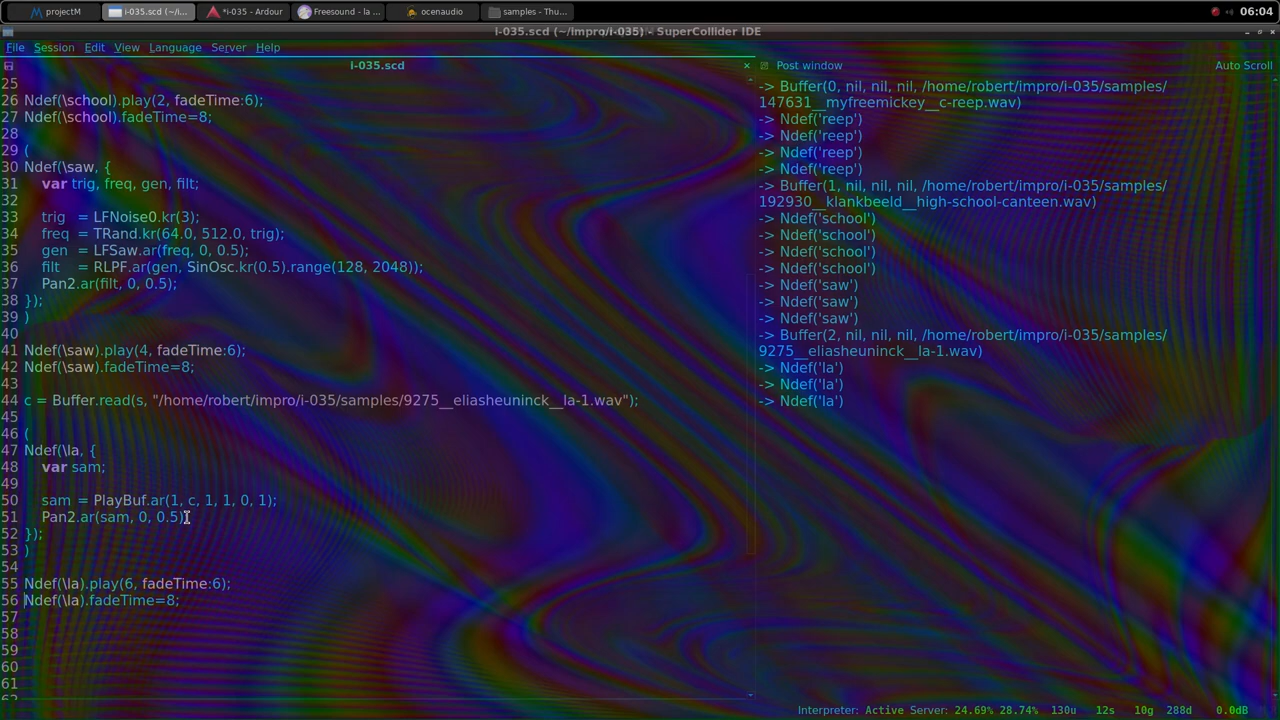 projectM
i-035.scd (~/i...
*i-035 - Ardour
Freesound - la ...
ocenaudio
samples - Thu...
06:04
i-035.scd (~/impro/i-035) - SuperCollider IDE
File Session Edit View Language Server Help
i-035.scd
25
26 Ndef(\school).play(2, fadeTime:6);
27 Ndef(\school).fadeTime=8;
28
29 (
30 Ndef(\saw, {
31 var trig, freq, gen, filt;
32
33 trig = LFNoise0.kr(3);
34 freq = TRand.kr(64.0, 512.0, trig);
35 gen = LFSaw.ar(freq, 0, 0.5);
36 filt = RLPF.ar(gen, SinOsc.kr(0.5).range(128, 2048));
37 Pan2.ar(filt, 0, 0.5);
38 });
39 )
40
41 Ndef(\saw).play(4, fadeTime:6);
42 Ndef(\saw).fadeTime=8;
43
44 c = Buffer.read(s, "/home/robert/impro/i-035/samples/9275__eliasheuninck__la-1.wav");
45
46 (
47 Ndef(\la, {
48 var sam;
49
50 sam = PlayBuf.ar(1, c, 1, 1, 0, 1);
51 Pan2.ar(sam, 0, 0.5)
52 });
53 )
54
55 Ndef(\la).play(6, fadeTime:6);
56 Ndef(\la).fadeTime=8;
57
58
59
60
61
Post window
Auto Scroll
-> Buffer(0, nil, nil, nil, /home/robert/impro/i-035/samples/
147631__myfreemickey__c-reep.wav)
-> Ndef('reep')
-> Ndef('reep')
-> Ndef('reep')
-> Ndef('reep')
-> Buffer(1, nil, nil, nil, /home/robert/impro/i-035/samples/
192930__klankbeeld__high-school-canteen.wav)
-> Ndef('school')
-> Ndef('school')
-> Ndef('school')
-> Ndef('school')
-> Ndef('saw')
-> Ndef('saw')
-> Ndef('saw')
-> Buffer(2, nil, nil, nil, /home/robert/impro/i-035/samples/
9275__eliasheuninck__la-1.wav)
-> Ndef('la')
-> Ndef('la')
-> Ndef('la')
Interpreter: Active Server: 24.69% 28.74% 130u 12s 10g 288d 0.0dB